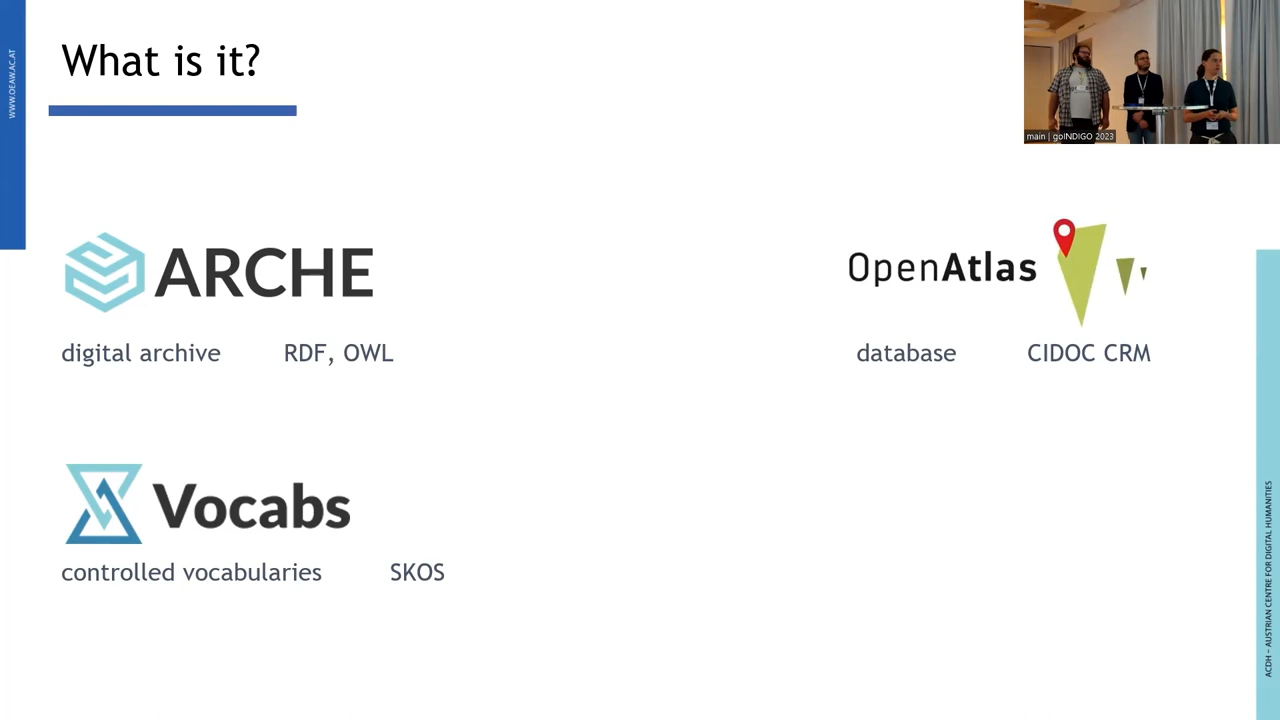 WWW.OEAW.AC.AT
What is it?
main | goINDIGO 2023
ARCHE
digital archive RDF, OWL
OpenAtlas
database CIDOC CRM
Vocabs
controlled vocabularies SKOS
ACDH – AUSTRIAN CENTRE FOR DIGITAL HUMANITIES